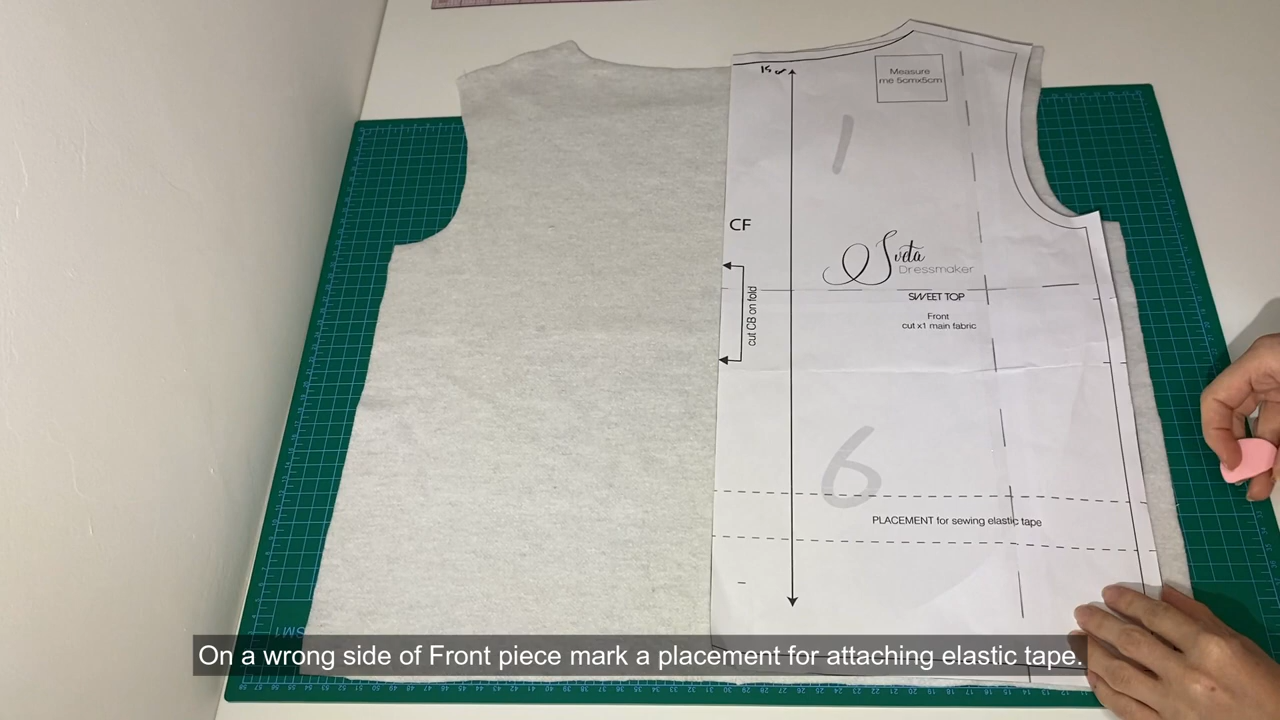 Measure
me 5cmx5cm
1
CF
Sveta
Dressmaker
cut CB on fold
SWEET TOP
Front
cut x1 main fabric
6
PLACEMENT for sewing elastic tape
On a wrong side of Front piece mark a placement for attaching elastic tape.